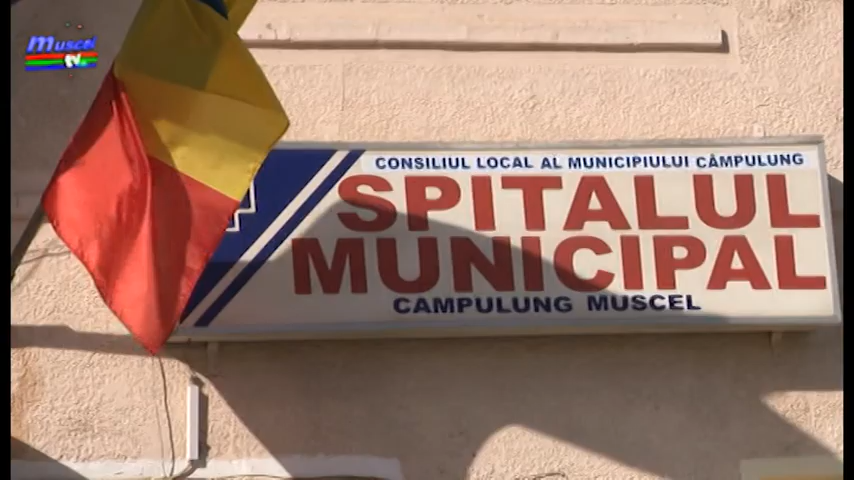 Muscel
tv.
CONSILIUL LOCAL AL MUNICIPIULUI CÂMPULUNG
SPITALUL
MUNICIPAL
CAMPULUNG MUSCEL